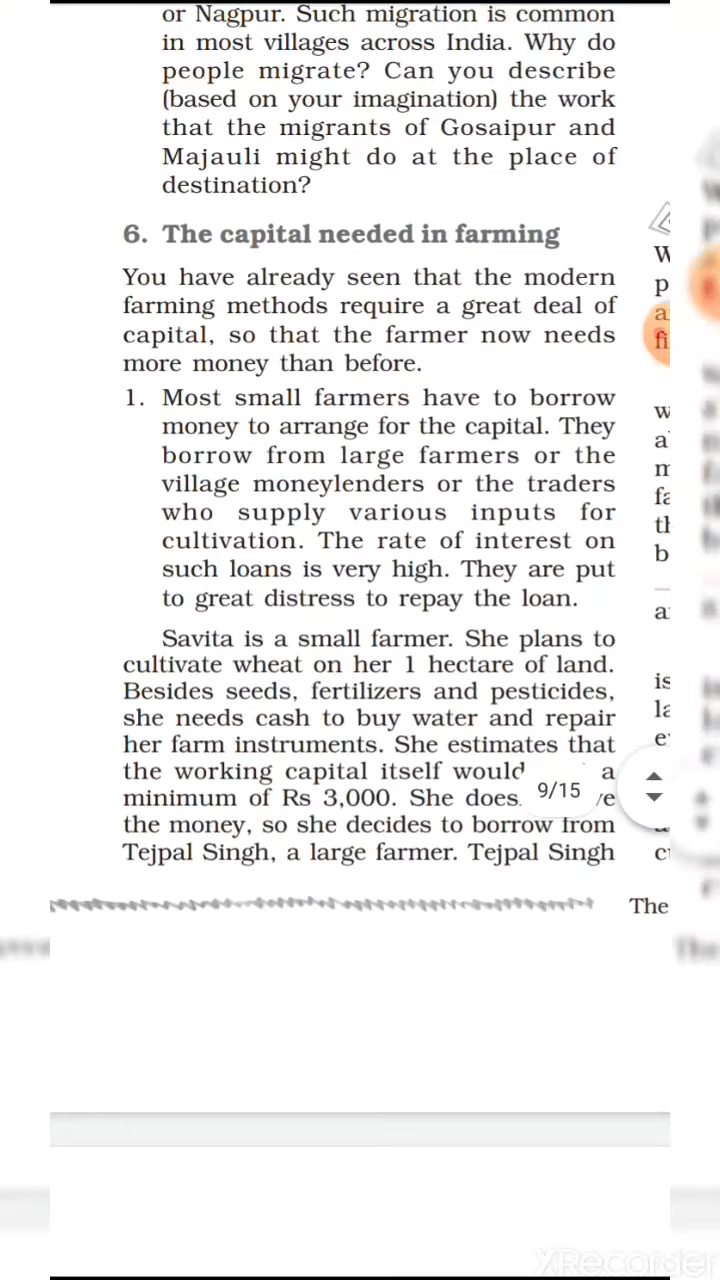 or Nagpur. Such migration is common
in most villages across India. Why do
people migrate? Can you describe
(based on your imagination) the work
that the migrants of Gosaipur and
Majauli might do at the place of
destination?
6. The capital needed in farming
You have already seen that the modern
farming methods require a great deal of
capital, so that the farmer now needs
more money than before.
1. Most small farmers have to borrow
money to arrange for the capital. They
borrow from large farmers or the
village moneylenders or the traders
who supply various inputs for
cultivation. The rate of interest on
such loans is very high. They are put
to great distress to repay the loan.
Savita is a small farmer. She plans to
cultivate wheat on her 1 hectare of land.
Besides seeds, fertilizers and pesticides,
she needs cash to buy water and repair
her farm instruments. She estimates that
the working capital itself would a
minimum of Rs 3,000. She does
the money, so she decides to borrow from
Tejpal Singh, a large farmer. Tejpal Singh
9/15
The
XRecorder